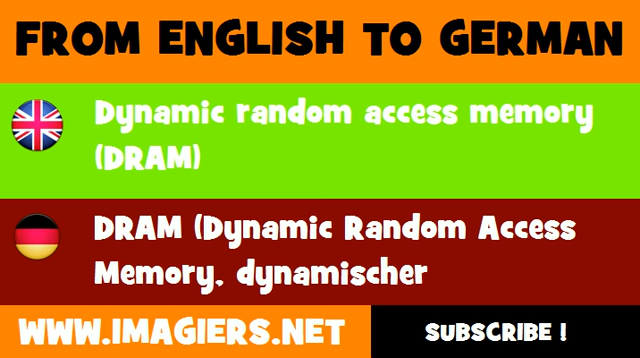 FROM ENGLISH TO GERMAN
Dynamic random access memory
(DRAM)
DRAM (Dynamic Random Access
Memory, dynamischer
WWW.IMAGIERS.NET
SUBSCRIBE !